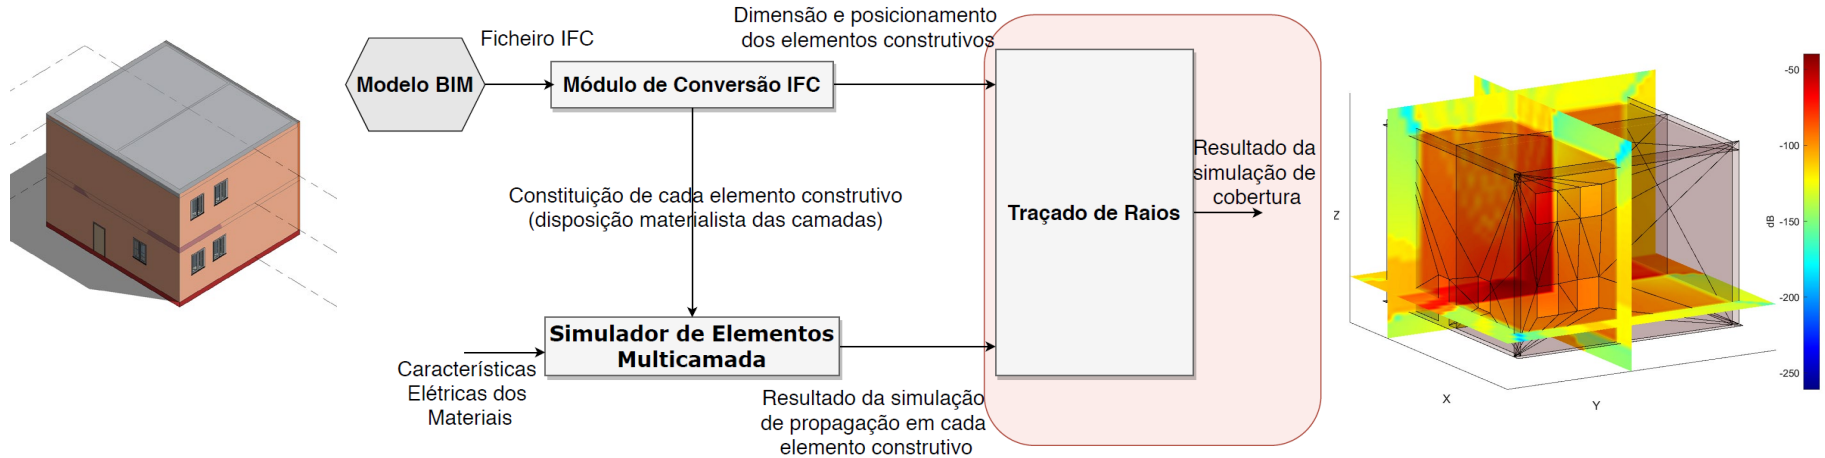 Ficheiro IFC
Modelo BIM
Módulo de Conversão IFC
Dimensão e posicionamento
dos elementos construtivos
Constituição de cada elemento construtivo
(disposição materialista das camadas)
Simulador de Elementos
Multicamada
Características
Elétricas dos
Materiais
Resultado da simulação
de propagação em cada
elemento construtivo
Traçado de Raios
Resultado da
simulação de
cobertura
Z
X
Y
-50
-100
-150
-200
-250
dB